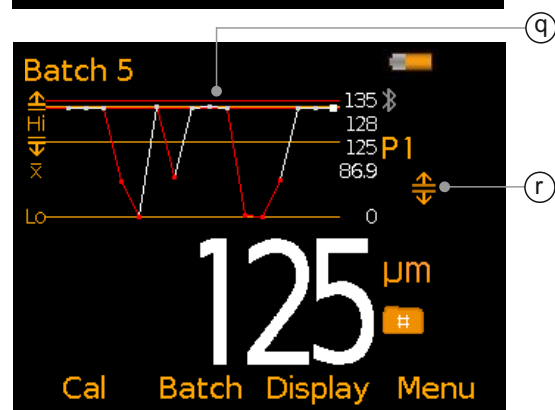 q
Batch 5
135
Hi 128
125 P1
x̅ 86.9
r
Lo 0
125 µm
#
Cal Batch Display Menu